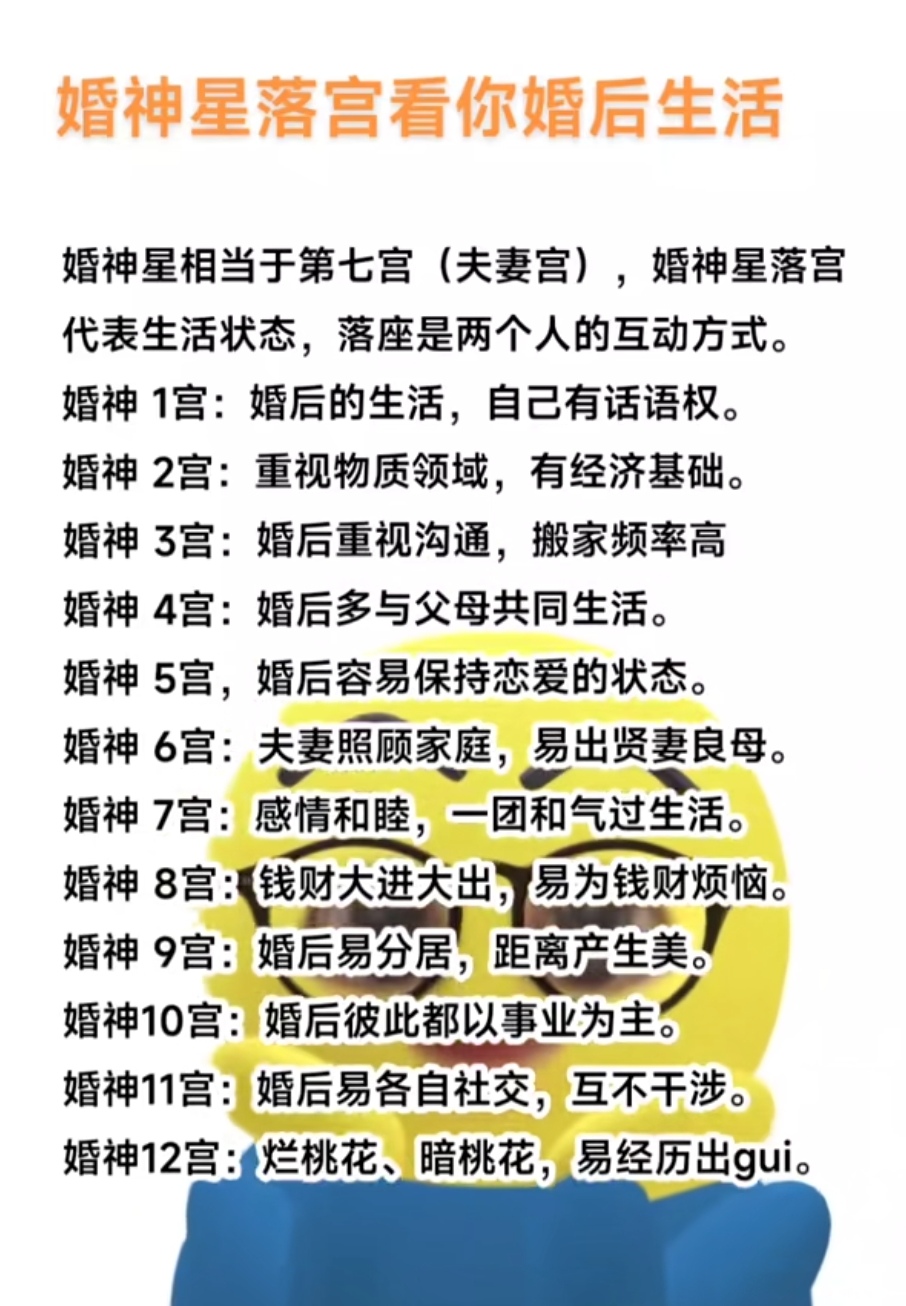 婚神星落宫看你婚后生活
婚神星相当于第七宫（夫妻宫），婚神星落宫
代表生活状态，落座是两个人的互动方式。
婚神 1宫：婚后的生活，自己有话语权。
婚神 2宫：重视物质领域，有经济基础。
婚神 3宫：婚后重视沟通，搬家频率高
婚神 4宫：婚后多与父母共同生活。
婚神 5宫，婚后容易保持恋爱的状态。
婚神 6宫：夫妻照顾家庭，易出贤妻良母。
婚神 7宫：感情和睦，一团和气过生活。
婚神 8宫：钱财大进大出，易为钱财烦恼。
婚神 9宫：婚后易分居，距离产生美。
婚神10宫：婚后彼此都以事业为主。
婚神11宫：婚后易各自社交，互不干涉。
婚神12宫：烂桃花、暗桃花，易经历出gui。